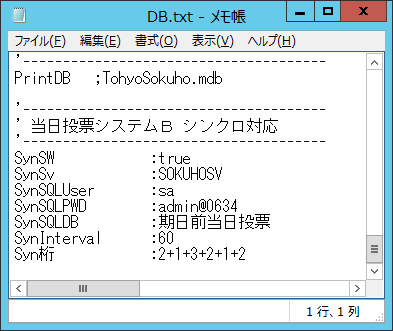 DB.txt - メモ帳
ファイル(F) 編集(E) 書式(O) 表示(V) ヘルプ(H)
'----------------------------------
PrintDB ;TohyoSokuho.mdb
'----------------------------------
' 当日投票システムＢ シンクロ対応
'----------------------------------
SynSW :true
SynSv :SOKUHOSV
SynSQLUser :sa
SynSQLPWD :admin@0634
SynSQLDB :期日前当日投票
SynInterval :60
Syn桁 :2+1+3+2+1+2
1 行、1 列